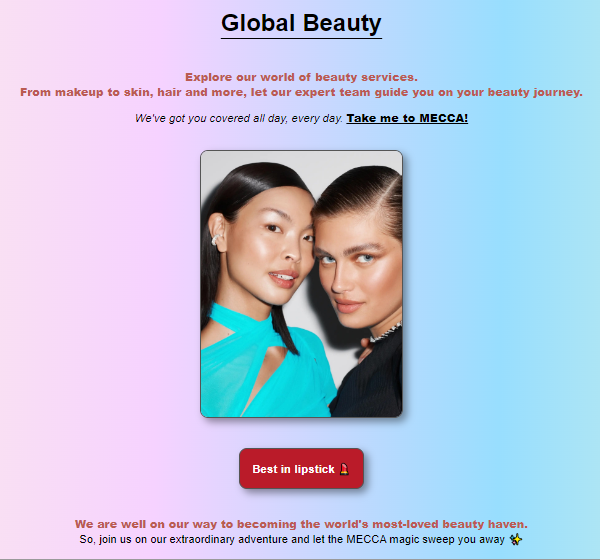 Global Beauty
Explore our world of beauty services.
From makeup to skin, hair and more, let our expert team guide you on your beauty journey.
We've got you covered all day, every day. Take me to MECCA!
Best in lipstick 💄
We are well on our way to becoming the world's most-loved beauty haven.
So, join us on our extraordinary adventure and let the MECCA magic sweep you away ✨